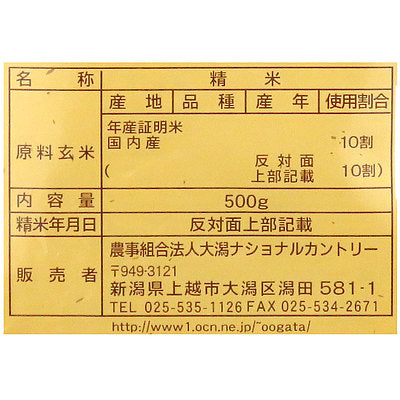 名称 精米
原料玄米 産地 品種 産年 使用割合
年産証明米
国内産 10割
( 反対面
上部記載 10割)
内容量 500g
精米年月日 反対面上部記載
販売者 農事組合法人大潟ナショナルカントリー
〒949-3121
新潟県上越市大潟区潟田581-1
TEL 025-535-1126 FAX 025-534-2671
http://www1.ocn.ne.jp/~oogata/